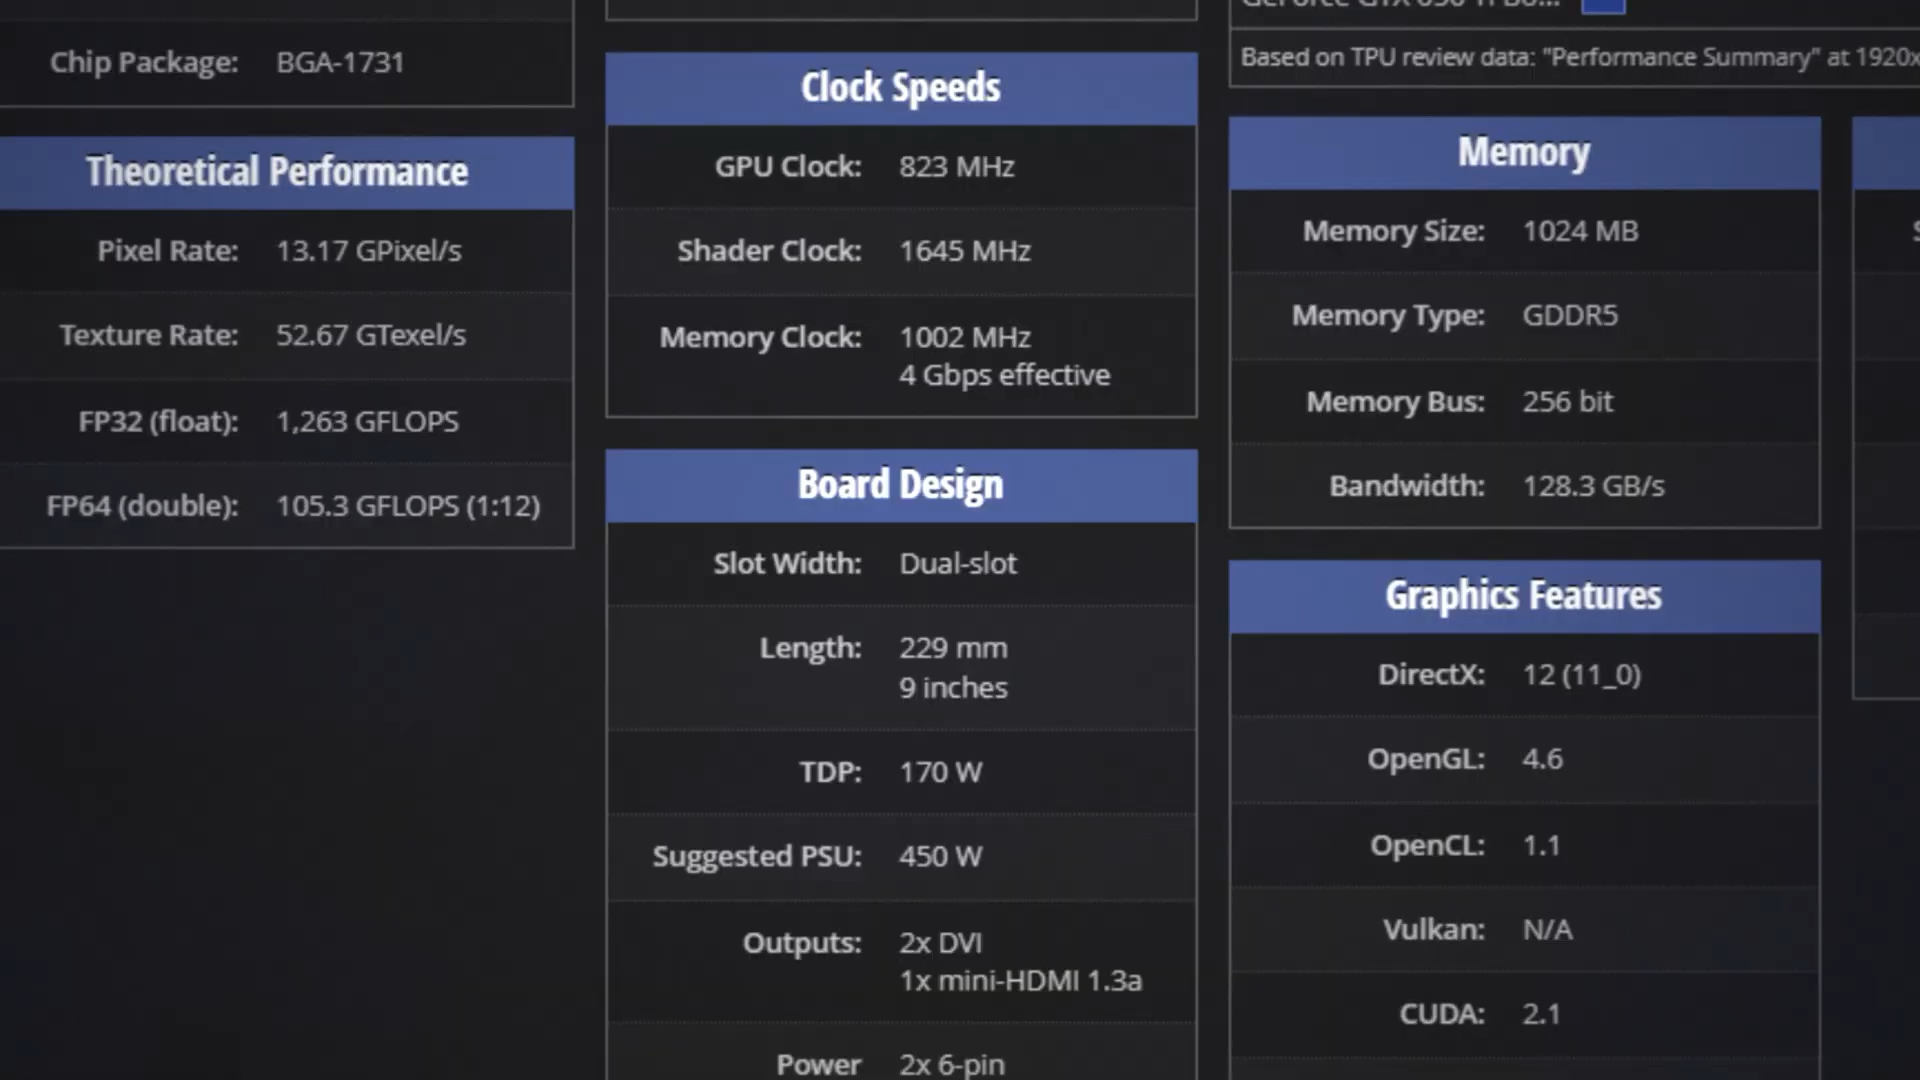 Chip Package: BGA-1731
Theoretical Performance
Pixel Rate: 13.17 GPixel/s
Texture Rate: 52.67 GTexel/s
FP32 (float): 1,263 GFLOPS
FP64 (double): 105.3 GFLOPS (1:12)
Clock Speeds
GPU Clock: 823 MHz
Shader Clock: 1645 MHz
Memory Clock: 1002 MHz
4 Gbps effective
Board Design
Slot Width: Dual-slot
Length: 229 mm
9 inches
TDP: 170 W
Suggested PSU: 450 W
Outputs: 2x DVI
1x mini-HDMI 1.3a
Power 2x 6-pin
Based on TPU review data: "Performance Summary" at 1920x
Memory
Memory Size: 1024 MB
Memory Type: GDDR5
Memory Bus: 256 bit
Bandwidth: 128.3 GB/s
Graphics Features
DirectX: 12 (11_0)
OpenGL: 4.6
OpenCL: 1.1
Vulkan: N/A
CUDA: 2.1